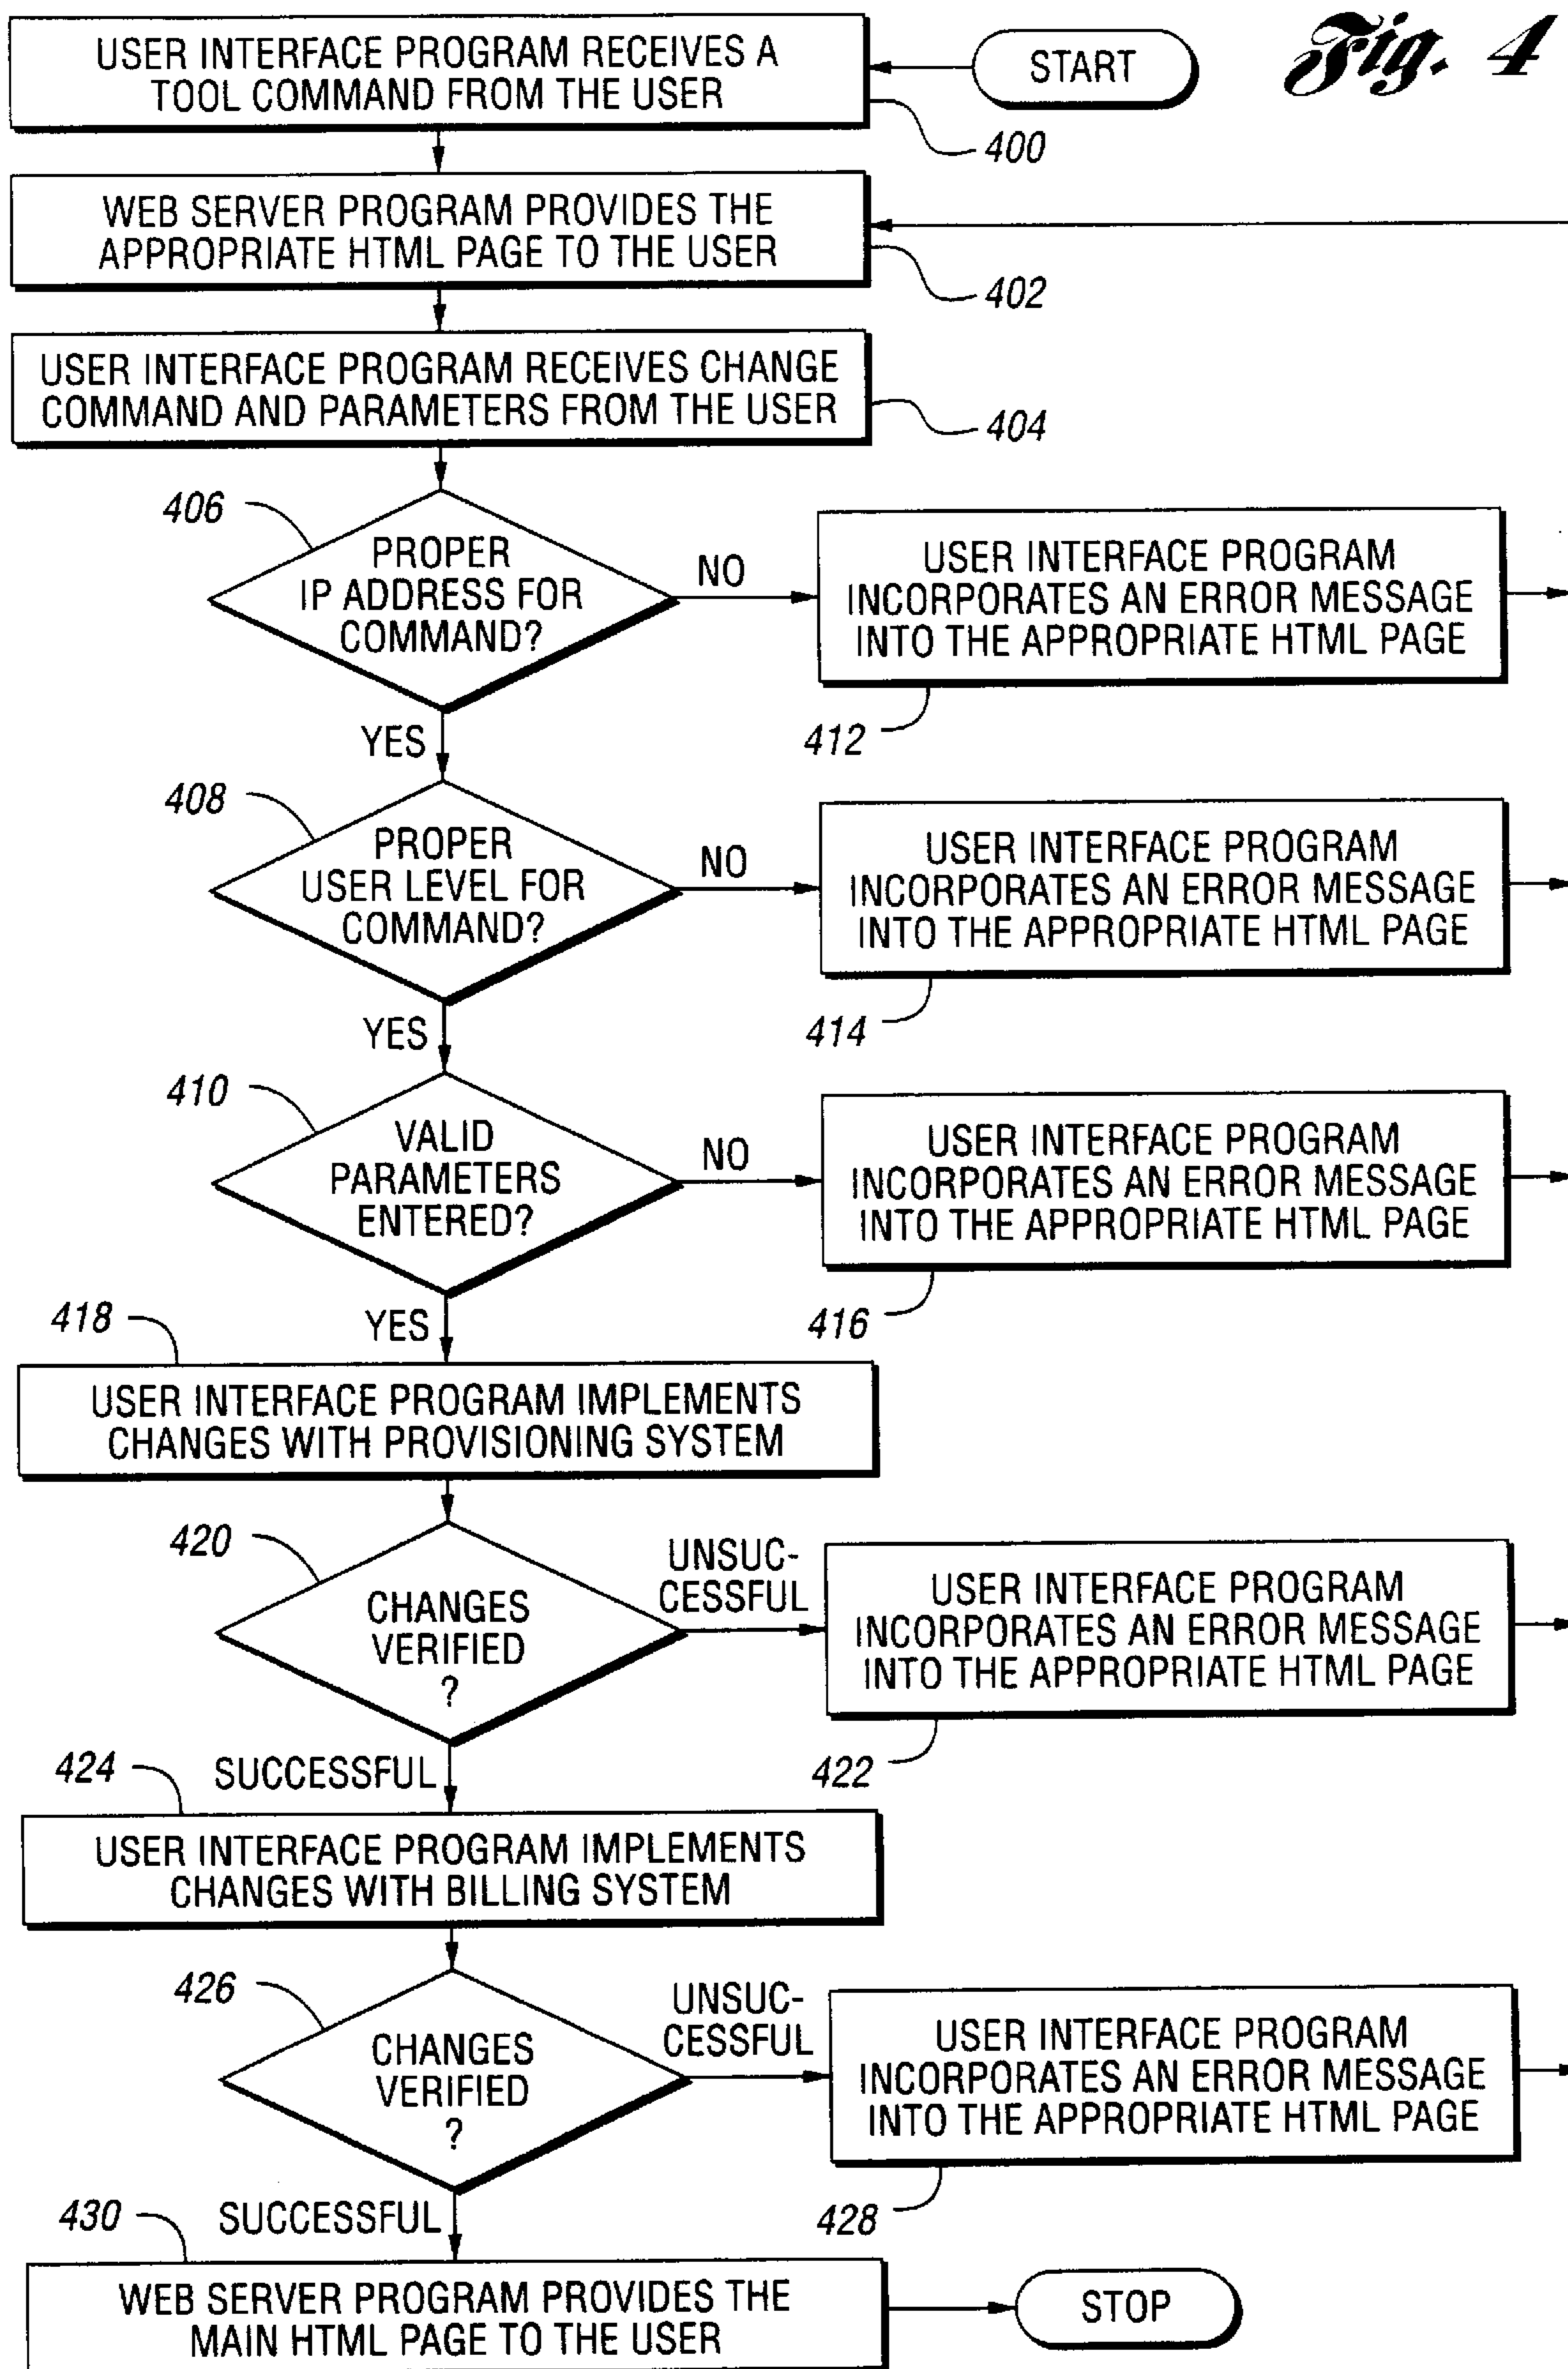 Fig. 4
START
USER INTERFACE PROGRAM RECEIVES A
TOOL COMMAND FROM THE USER
400
WEB SERVER PROGRAM PROVIDES THE
APPROPRIATE HTML PAGE TO THE USER
402
USER INTERFACE PROGRAM RECEIVES CHANGE
COMMAND AND PARAMETERS FROM THE USER
404
406
PROPER
IP ADDRESS FOR
COMMAND?
NO
USER INTERFACE PROGRAM
INCORPORATES AN ERROR MESSAGE
INTO THE APPROPRIATE HTML PAGE
412
YES
408
PROPER
USER LEVEL FOR
COMMAND?
NO
USER INTERFACE PROGRAM
INCORPORATES AN ERROR MESSAGE
INTO THE APPROPRIATE HTML PAGE
414
YES
410
VALID
PARAMETERS
ENTERED?
NO
USER INTERFACE PROGRAM
INCORPORATES AN ERROR MESSAGE
INTO THE APPROPRIATE HTML PAGE
416
YES
418
USER INTERFACE PROGRAM IMPLEMENTS
CHANGES WITH PROVISIONING SYSTEM
420
CHANGES
VERIFIED
?
UNSUC-
CESSFUL
USER INTERFACE PROGRAM
INCORPORATES AN ERROR MESSAGE
INTO THE APPROPRIATE HTML PAGE
422
SUCCESSFUL
424
USER INTERFACE PROGRAM IMPLEMENTS
CHANGES WITH BILLING SYSTEM
426
CHANGES
VERIFIED
?
UNSUC-
CESSFUL
USER INTERFACE PROGRAM
INCORPORATES AN ERROR MESSAGE
INTO THE APPROPRIATE HTML PAGE
428
SUCCESSFUL
430
WEB SERVER PROGRAM PROVIDES THE
MAIN HTML PAGE TO THE USER
STOP